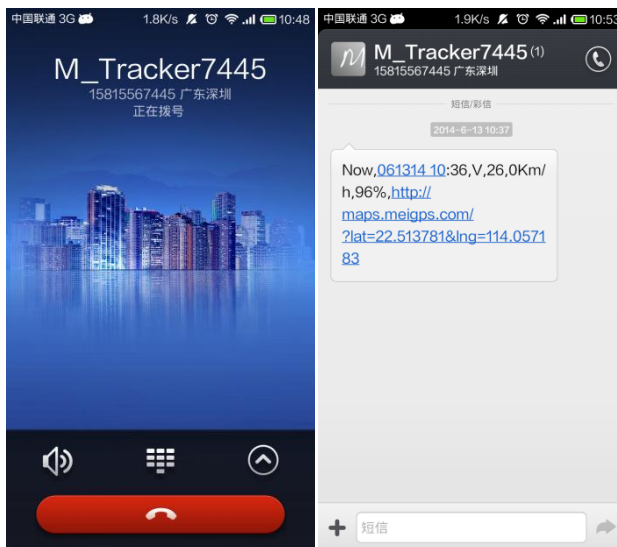 中国联通 3G 1.8K/s 10:48
M_Tracker7445
15815567445 广东深圳
正在拨号
中国联通 3G 1.9K/s 10:53
M_Tracker7445 (1)
15815567445 广东深圳
短信/彩信
2014-6-13 10:37
Now,061314 10:36,V,26,0Km/
h,96%,http://
maps.meigps.com/
?lat=22.513781&lng=114.0571
83
短信